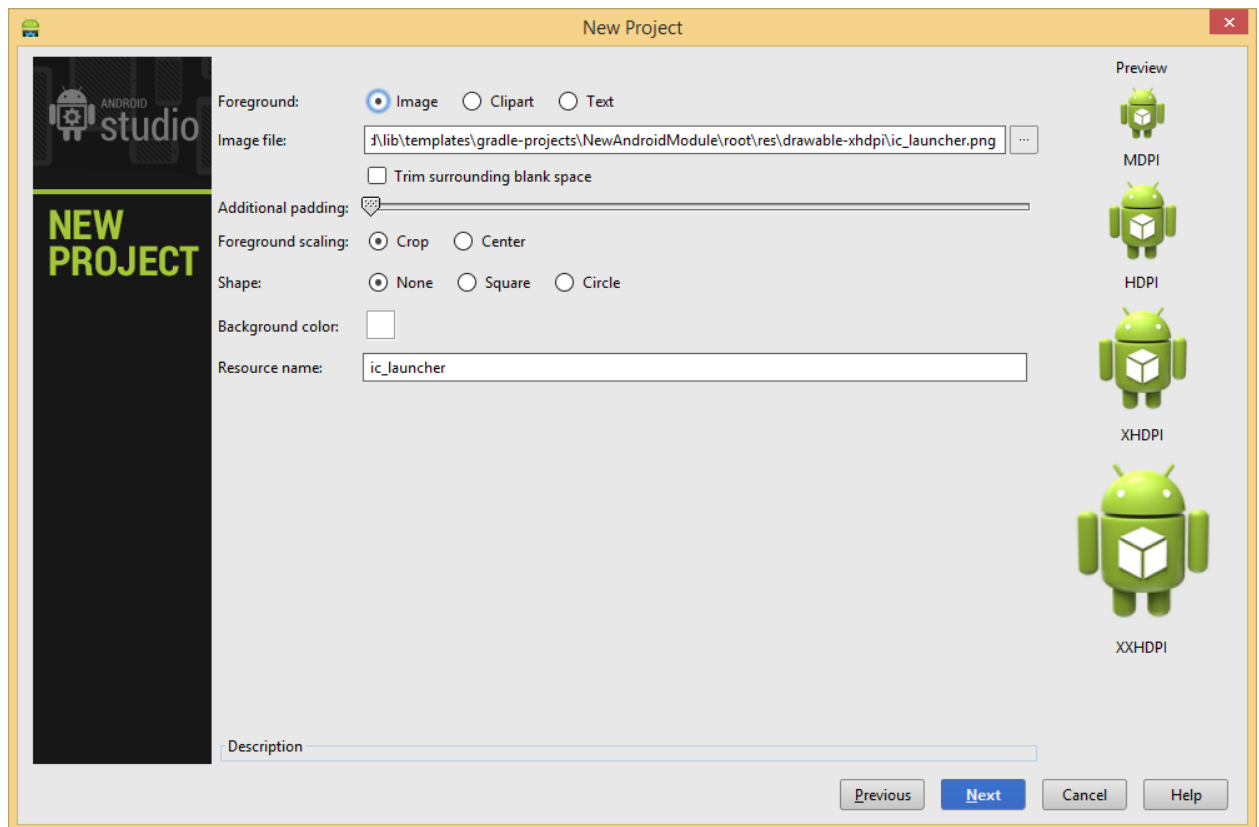 New Project
ANDROID
studio
NEW
PROJECT
Foreground: Image Clipart Text
Image file: :\lib\templates\gradle-projects\NewAndroidModule\root\res\drawable-xhdpi\ic_launcher.png ...
Trim surrounding blank space
Additional padding:
Foreground scaling: Crop Center
Shape: None Square Circle
Background color:
Resource name: ic_launcher
Preview
MDPI
HDPI
XHDPI
XXHDPI
Description
Previous Next Cancel Help